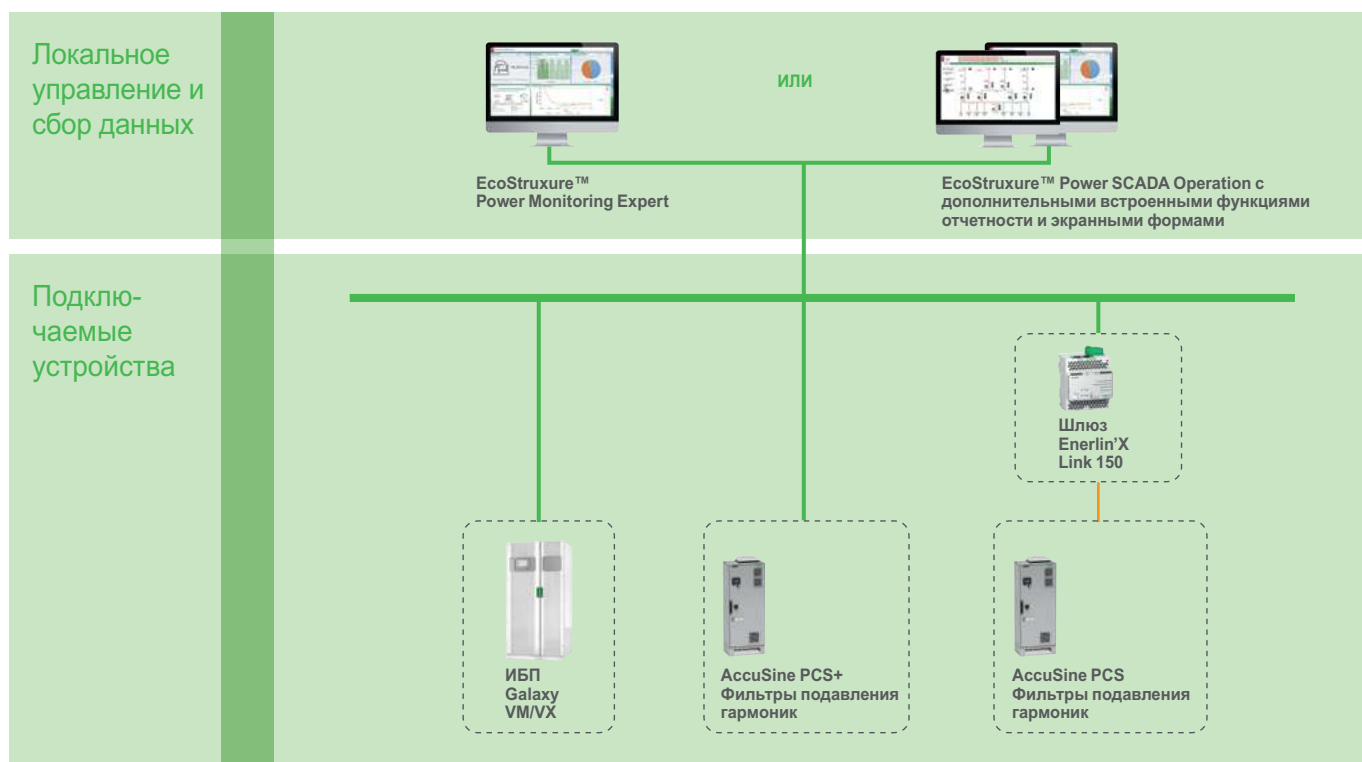 Локальное
управление и
сбор данных
или
EcoStruxure™
Power Monitoring Expert
EcoStruxure™ Power SCADA Operation с
дополнительными встроенными функциями
отчетности и экранными формами
Подклю-
чаемые
устройства
Шлюз
Enerlin’X
Link 150
ИБП
Galaxy
VM/VX
AccuSine PCS+
Фильтры подавления
гармоник
AccuSine PCS
Фильтры подавления
гармоник